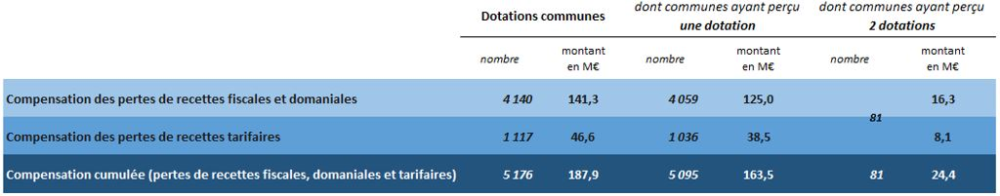 Dotations communes dont communes ayant perçu une dotation dont communes ayant perçu 2 dotations
nombre montant en M€ nombre montant en M€ nombre montant en M€
Compensation des pertes de recettes fiscales et domaniales 4 140 141,3 4 059 125,0 16,3
81
Compensation des pertes de recettes tarifaires 1 117 46,6 1 036 38,5 8,1
Compensation cumulée (pertes de recettes fiscales, domaniales et tarifaires) 5 176 187,9 5 095 163,5 81 24,4